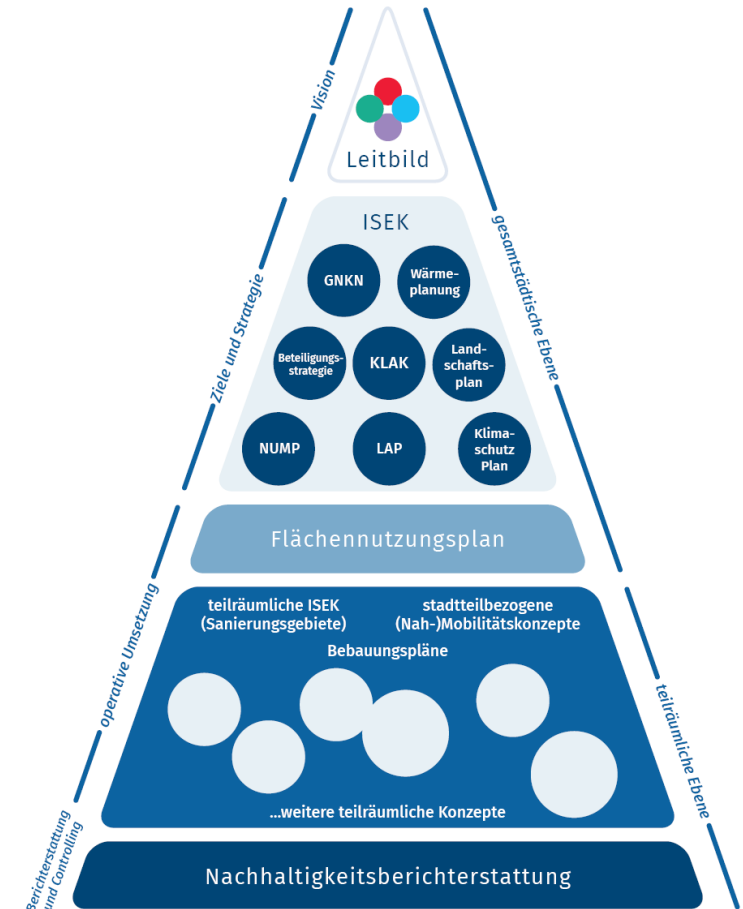 Vision
Leitbild
ISEK
GNKN
Wärme-
planung
Ziele und Strategie
gesamtstädtische Ebene
Beteiligungs-
strategie
KLAK
Land-
schafts-
plan
NUMP
LAP
Klima-
schutz
Plan
Flächennutzungsplan
operative Umsetzung
teilräumliche ISEK
(Sanierungsgebiete)
stadtteilbezogene
(Nah-)Mobilitätskonzepte
Bebauungspläne
teilräumliche Ebene
...weitere teilräumliche Konzepte
Berichterstattung
und Controlling
Nachhaltigkeitsberichterstattung